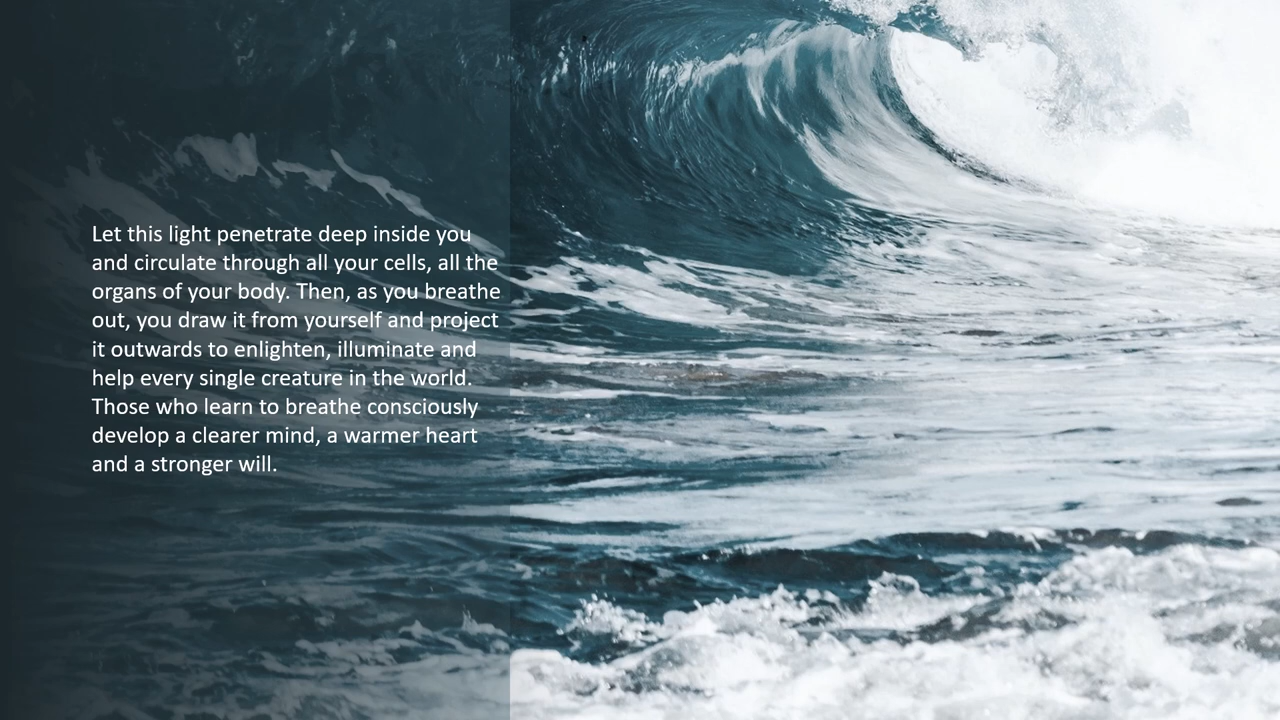 Let this light penetrate deep inside you
and circulate through all your cells, all the
organs of your body. Then, as you breathe
out, you draw it from yourself and project
it outwards to enlighten, illuminate and
help every single creature in the world.
Those who learn to breathe consciously
develop a clearer mind, a warmer heart
and a stronger will.